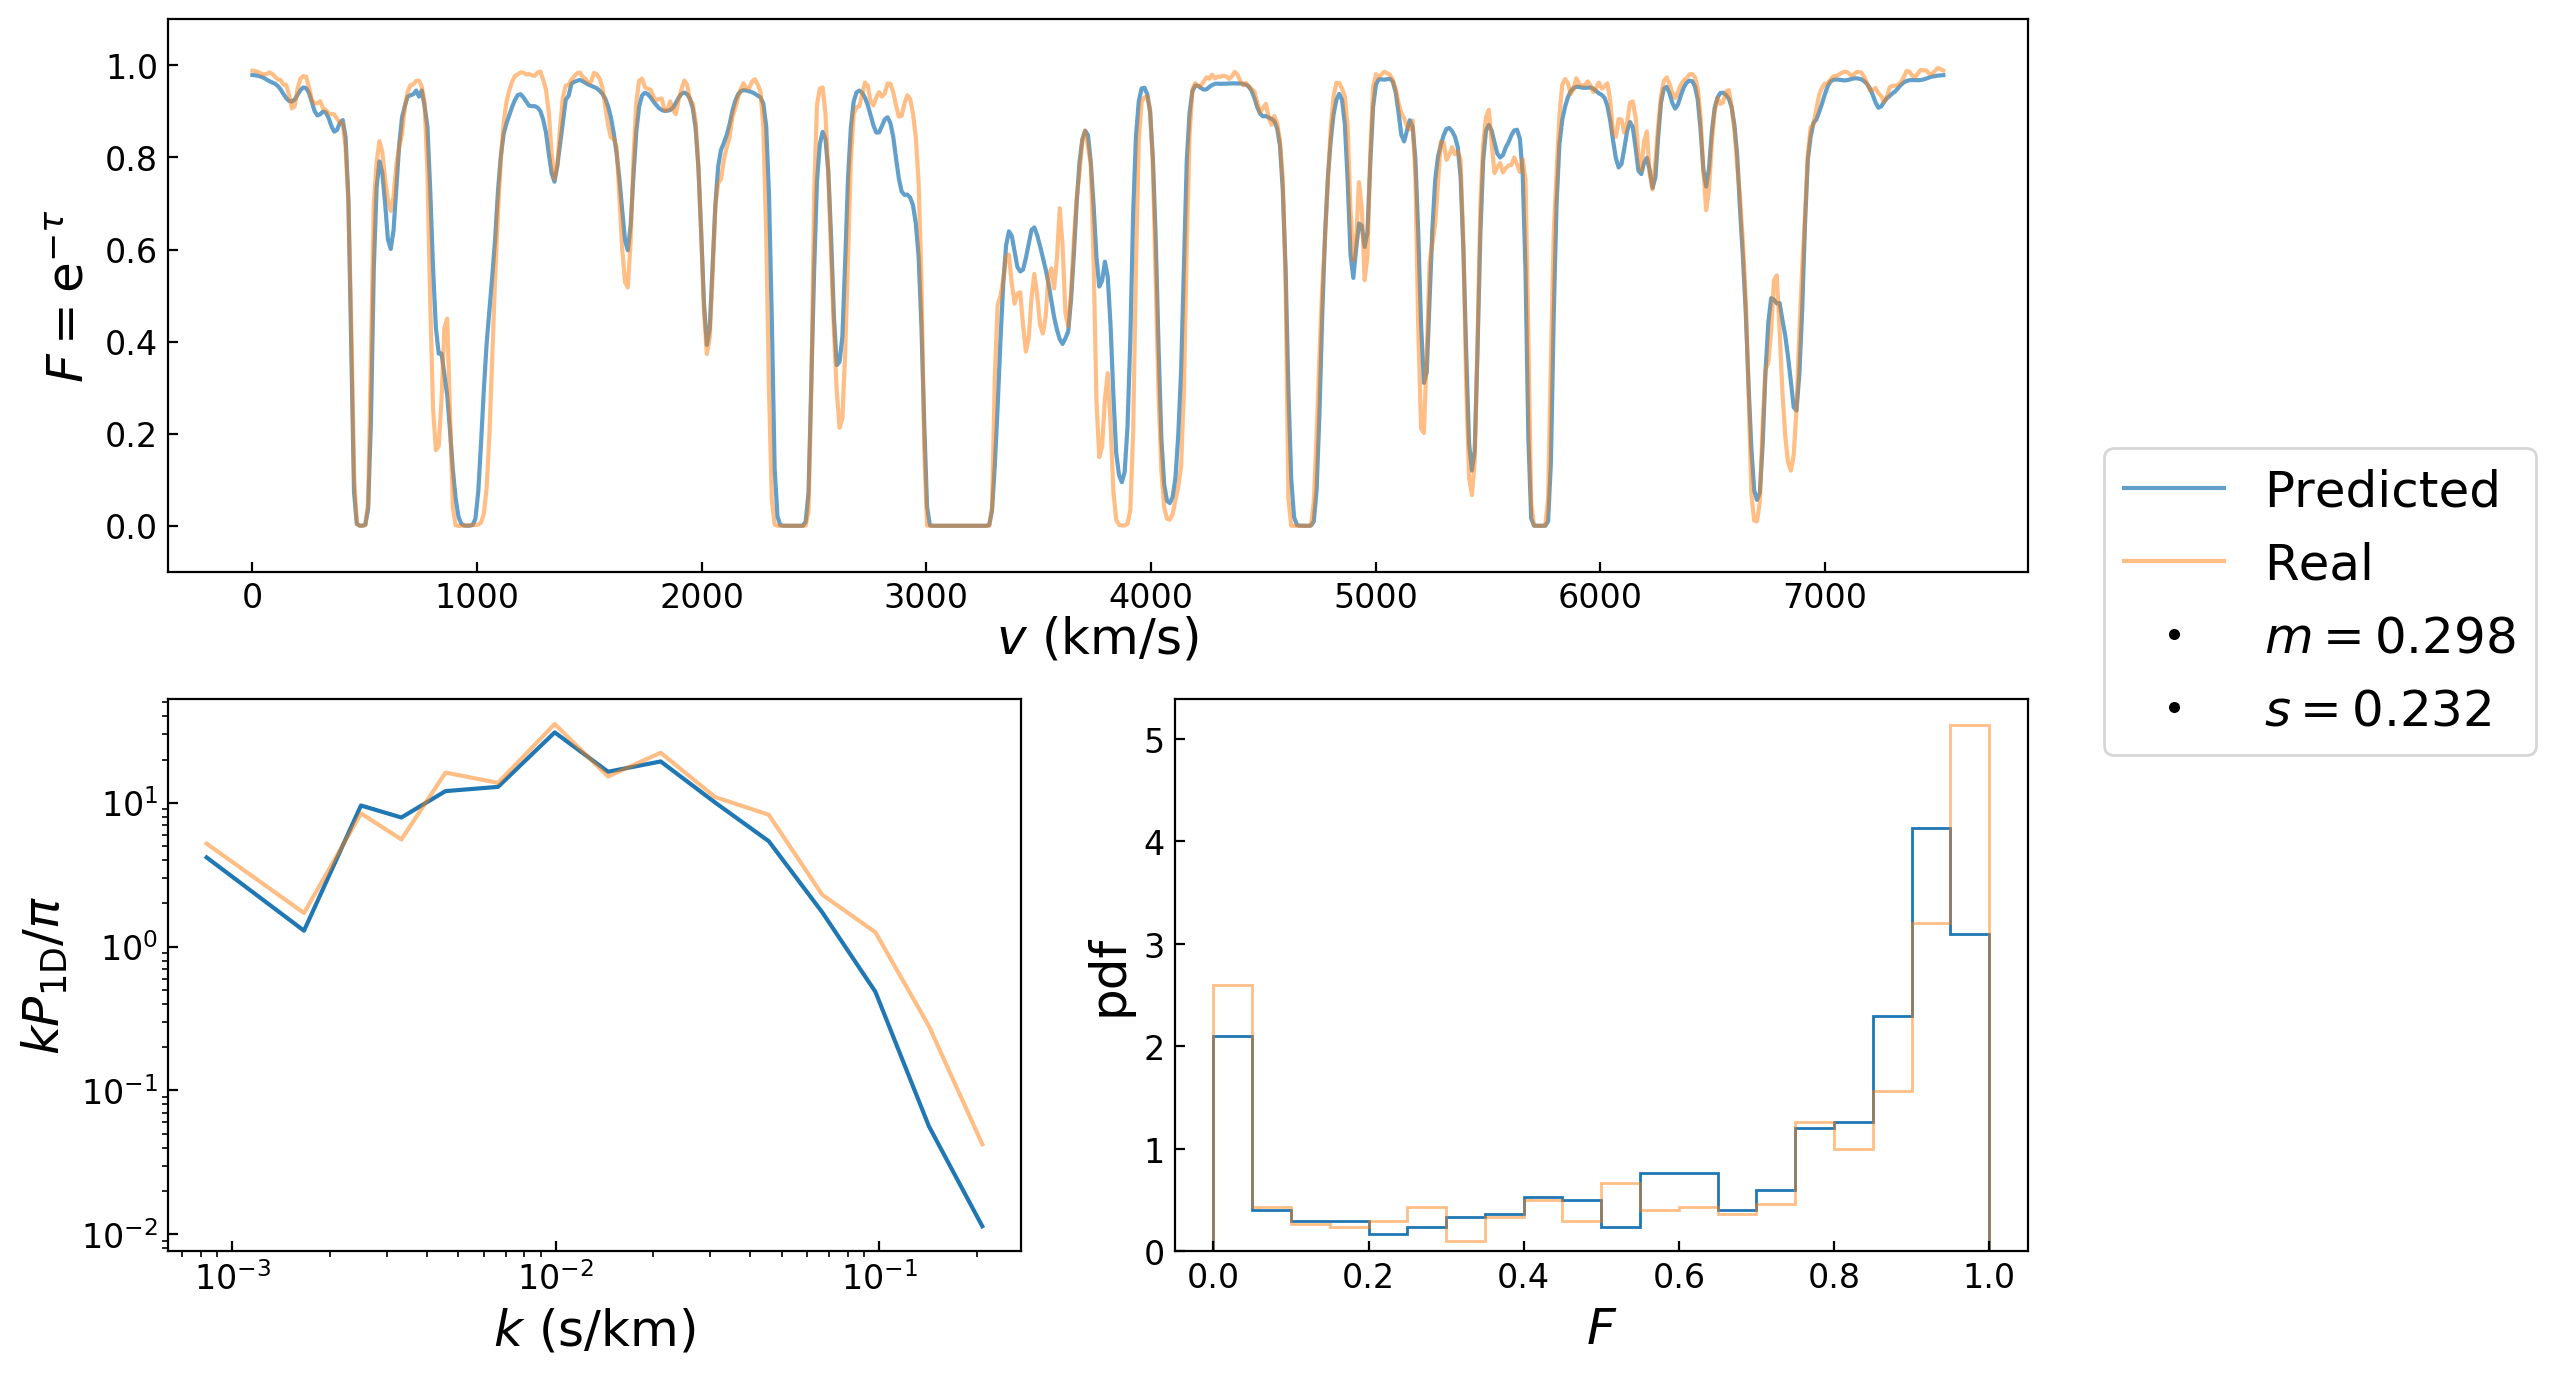 F = e^{−τ}
1.0
0.8
0.6
0.4
0.2
0.0
0 1000 2000 3000 4000 5000 6000 7000
v (km/s)
Predicted
Real
m = 0.298
s = 0.232
kP_{1D}/π
10^1
10^0
10^{−1}
10^{−2}
10^{−3} 10^{−2} 10^{−1}
k (s/km)
pdf
5
4
3
2
1
0
0.0 0.2 0.4 0.6 0.8 1.0
F